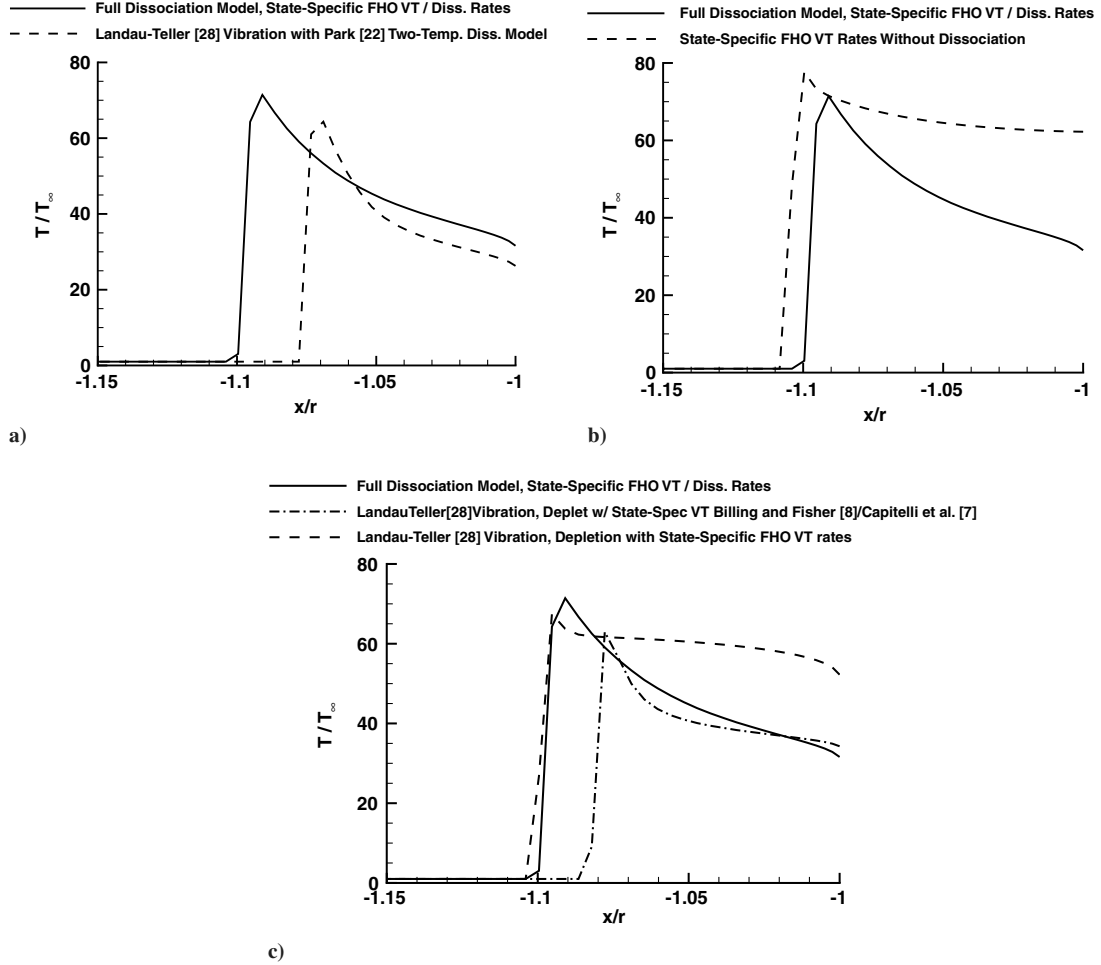 Full Dissociation Model, State-Specific FHO VT / Diss. Rates
Landau-Teller [28] Vibration with Park [22] Two-Temp. Diss. Model
80
60
40
20
0
T / T∞
-1.15
-1.1
-1.05
-1
x/r
a)
Full Dissociation Model, State-Specific FHO VT / Diss. Rates
State-Specific FHO VT Rates Without Dissociation
80
60
40
20
0
T / T∞
-1.15
-1.1
-1.05
-1
x/r
b)
Full Dissociation Model, State-Specific FHO VT / Diss. Rates
LandauTeller[28]Vibration, Deplet w/ State-Spec VT Billing and Fisher [8]/Capitelli et al. [7]
Landau-Teller [28] Vibration, Depletion with State-Specific FHO VT rates
80
60
40
20
0
T / T∞
-1.15
-1.1
-1.05
-1
x/r
c)